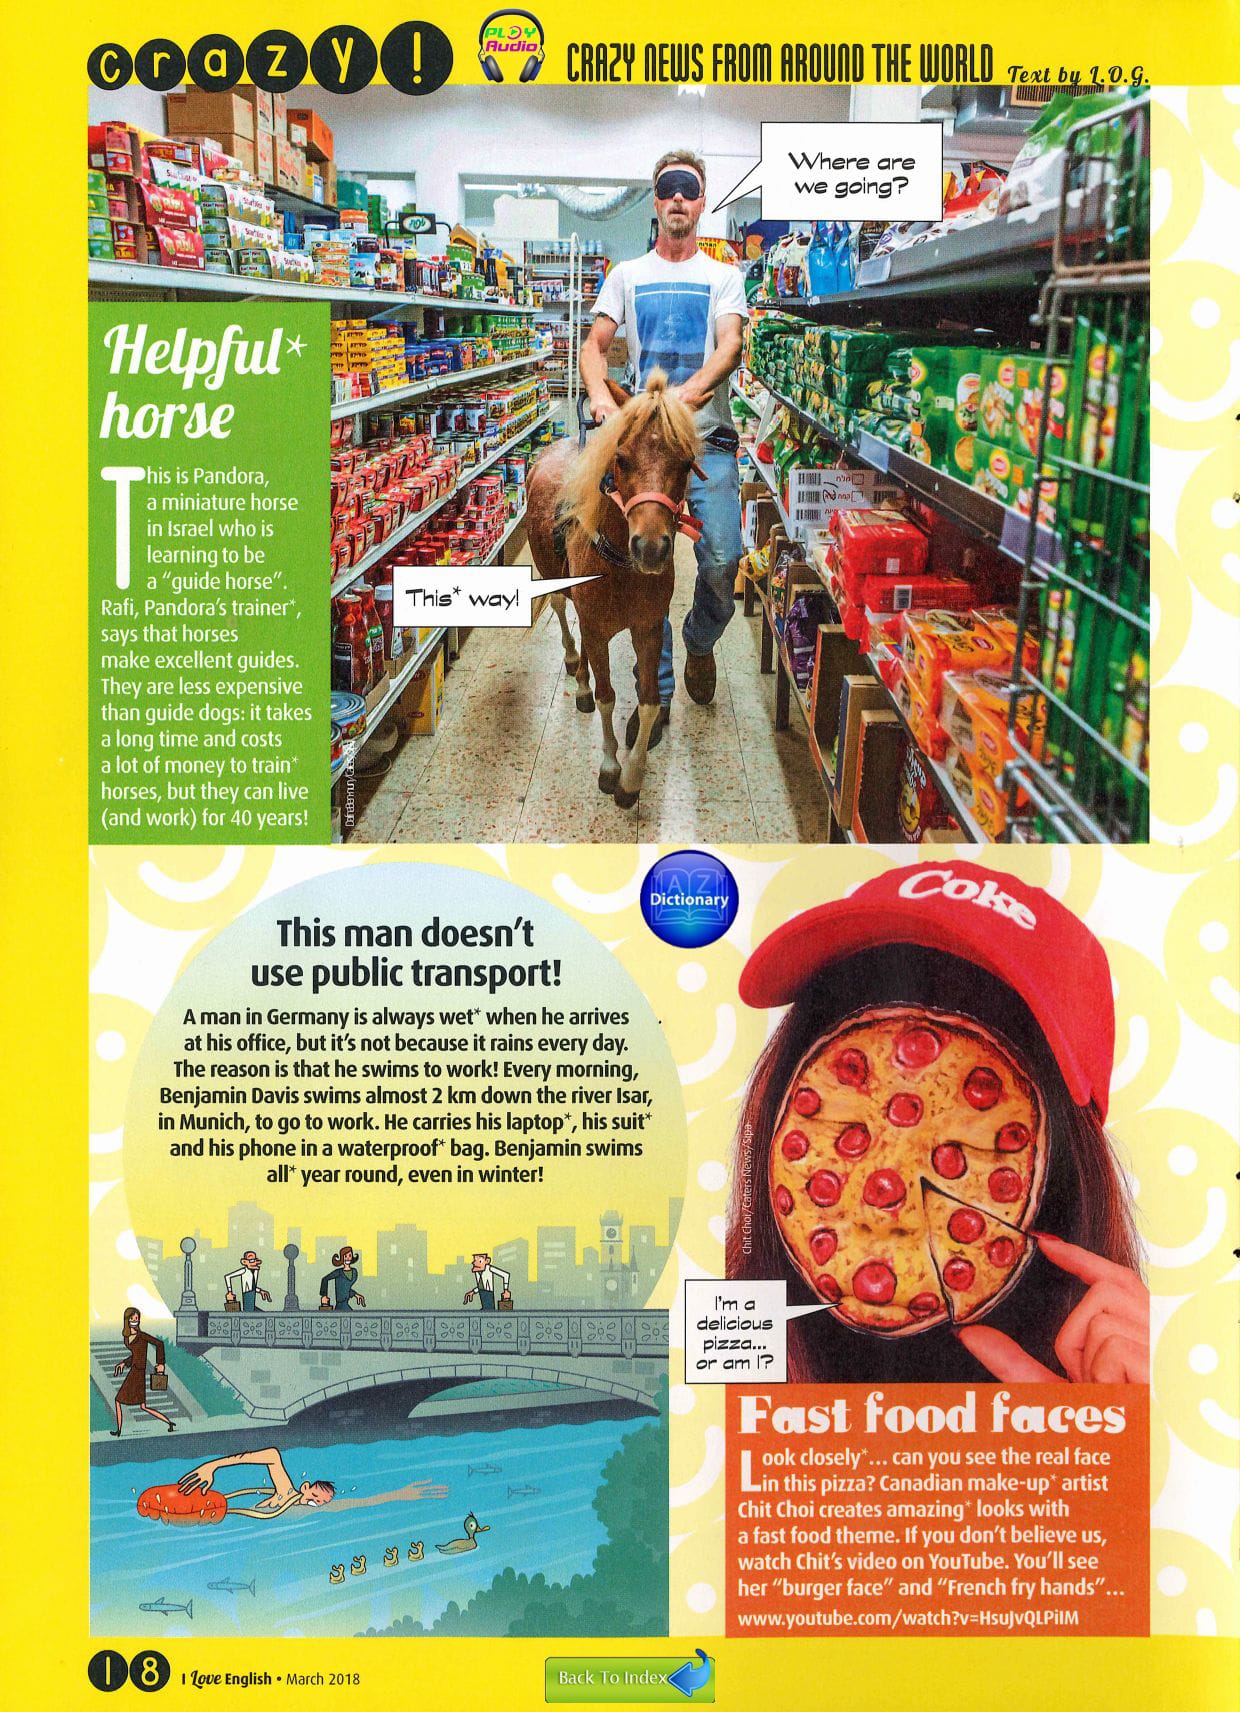 crazy!
PLAY
Audio
CRAZY NEWS FROM AROUND THE WORLD
Text by I.O.G.
Where are
we going?
This* way!
Helpful*
horse
This is Pandora,
a miniature horse
in Israel who is
learning to be
a “guide horse”.
Rafi, Pandora’s trainer*,
says that horses
make excellent guides.
They are less expensive
than guide dogs: it takes
a long time and costs
a lot of money to train*
horses, but they can live
(and work) for 40 years!
A Z
Dictionary
This man doesn’t
use public transport!
A man in Germany is always wet* when he arrives
at his office, but it’s not because it rains every day.
The reason is that he swims to work! Every morning,
Benjamin Davis swims almost 2 km down the river Isar,
in Munich, to go to work. He carries his laptop*, his suit*
and his phone in a waterproof* bag. Benjamin swims
all* year round, even in winter!
Coke
Chit Choi/Caters News/Sipa
I'm a
delicious
pizza...
or am I?
Fast food faces
Look closely*... can you see the real face
in this pizza? Canadian make-up* artist
Chit Choi creates amazing* looks with
a fast food theme. If you don’t believe us,
watch Chit’s video on YouTube. You’ll see
her “burger face” and “French fry hands”...
www.youtube.com/watch?v=HsuJvQLPiIM
18
I Love English • March 2018
Back To Index